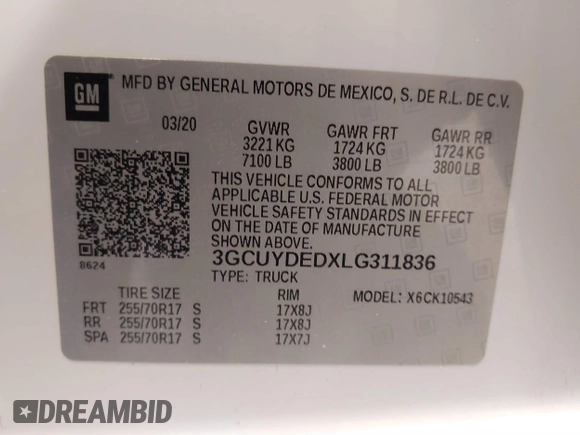 GM
MFD BY GENERAL MOTORS DE MEXICO, S. DE R.L. DE C.V.
03/20 GVWR GAWR FRT GAWR RR
3221 KG 1724 KG 1724 KG
7100 LB 3800 LB 3800 LB
THIS VEHICLE CONFORMS TO ALL
APPLICABLE U.S. FEDERAL MOTOR
VEHICLE SAFETY STANDARDS IN EFFECT
ON THE DATE OF MANUFACTURE
SHOWN ABOVE.
8624
3GCUYDEDXLG311836
TYPE: TRUCK
TIRE SIZE RIM MODEL: X6CK10543
FRT 255/70R17 S 17X8J
RR 255/70R17 S 17X8J
SPA 255/70R17 S 17X7J
DREAMBID